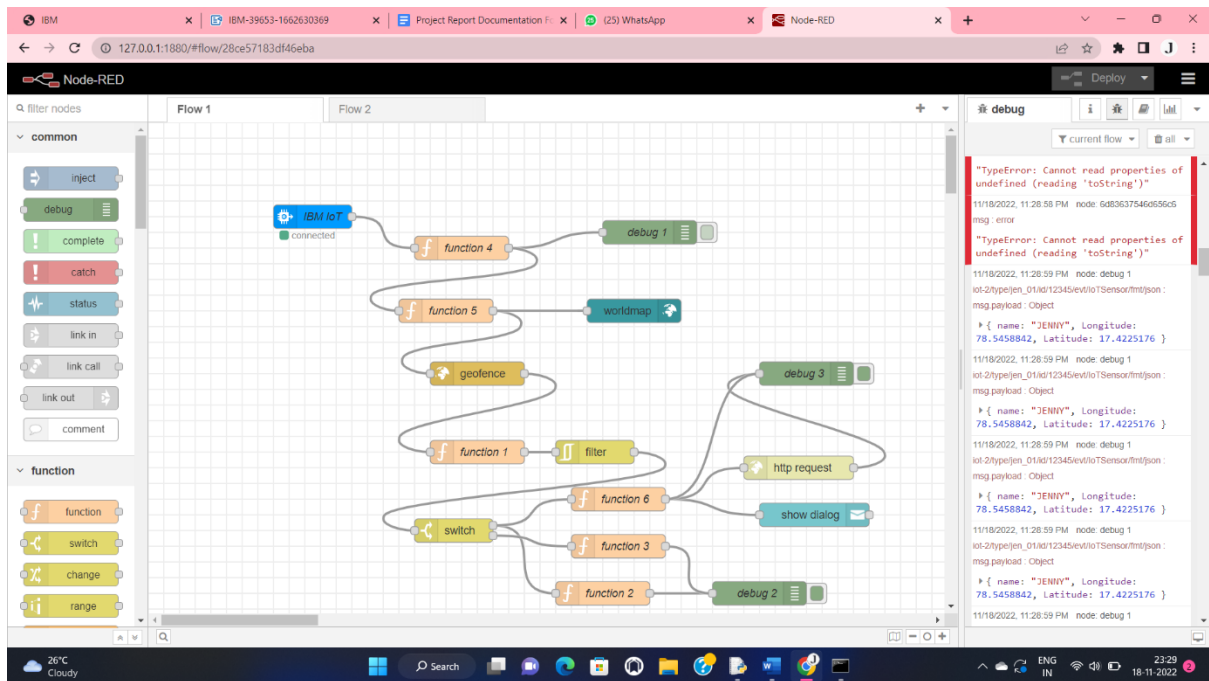 IBM
IBM-39653-1662630369
Project Report Documentation Fo
(25) WhatsApp
Node-RED
127.0.0.1:1880/#flow/28ce57183df46eba
J
Node-RED
Deploy
filter nodes
Flow 1
Flow 2
debug
i
current flow
all
common
inject
debug
complete
catch
status
link in
link call
link out
comment
function
function
switch
change
range
IBM IoT
connected
function 4
debug 1
function 5
worldmap
geofence
debug 3
function 1
filter
http request
function 6
show dialog
switch
function 3
function 2
debug 2
"TypeError: Cannot read properties of
undefined (reading 'toString')"
11/18/2022, 11:28:58 PM node: 6d83637546d656c6
msg : error
"TypeError: Cannot read properties of
undefined (reading 'toString')"
11/18/2022, 11:28:59 PM node: debug 1
iot-2/type/jen_01/id/12345/evt/IoTSensor/fmt/json :
msg.payload : Object
{ name: "JENNY", Longitude:
78.5458842, Latitude: 17.4225176 }
11/18/2022, 11:28:59 PM node: debug 1
iot-2/type/jen_01/id/12345/evt/IoTSensor/fmt/json :
msg.payload : Object
{ name: "JENNY", Longitude:
78.5458842, Latitude: 17.4225176 }
11/18/2022, 11:28:59 PM node: debug 1
iot-2/type/jen_01/id/12345/evt/IoTSensor/fmt/json :
msg.payload : Object
{ name: "JENNY", Longitude:
78.5458842, Latitude: 17.4225176 }
11/18/2022, 11:28:59 PM node: debug 1
iot-2/type/jen_01/id/12345/evt/IoTSensor/fmt/json :
msg.payload : Object
{ name: "JENNY", Longitude:
78.5458842, Latitude: 17.4225176 }
11/18/2022, 11:28:59 PM node: debug 1
26°C
Cloudy
Search
ENG
IN
23:29
18-11-2022
2